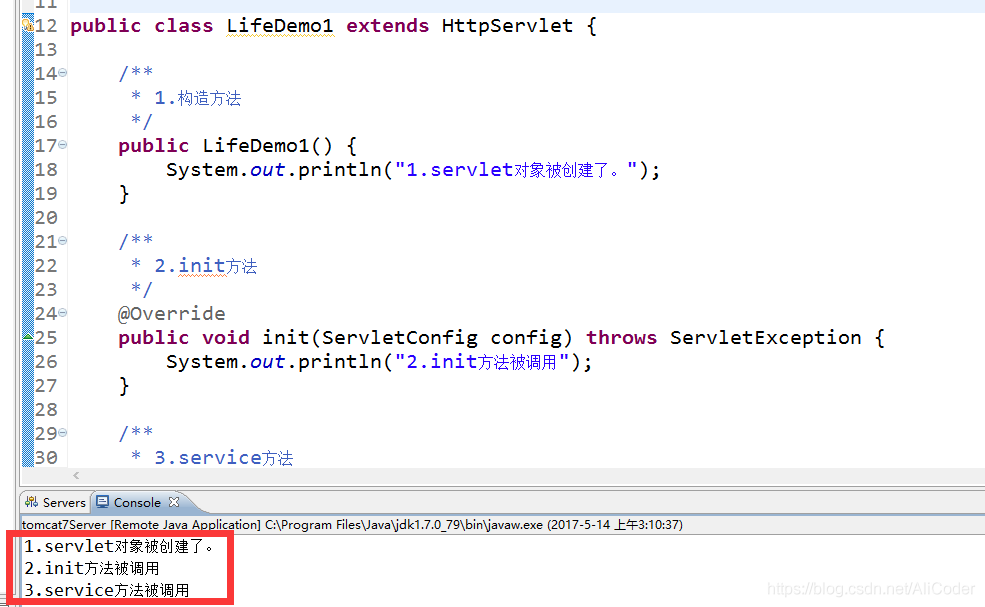 11
12 public class LifeDemo1 extends HttpServlet {
13
14 /**
15 * 1.构造方法
16 */
17 public LifeDemo1() {
18 System.out.println("1.servlet对象被创建了。");
19 }
20
21 /**
22 * 2.init方法
23 */
24 @Override
25 public void init(ServletConfig config) throws ServletException {
26 System.out.println("2.init方法被调用");
27 }
28
29 /**
30 * 3.service方法
Servers Console
tomcat7Server [Remote Java Application] C:\Program Files\Java\jdk1.7.0_79\bin\javaw.exe (2017-5-14 上午3:10:37)
1.servlet对象被创建了。
2.init方法被调用
3.service方法被调用
https://blog.csdn.net/AliCoder